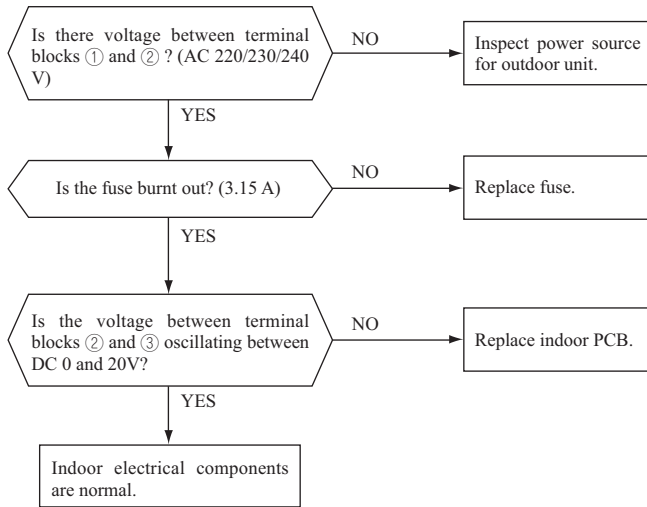 Is there voltage between terminal
blocks ① and ② ? (AC 220/230/240
V)
NO
Inspect power source
for outdoor unit.
YES
Is the fuse burnt out? (3.15 A)
NO
Replace fuse.
YES
Is the voltage between terminal
blocks ② and ③ oscillating between
DC 0 and 20V?
NO
Replace indoor PCB.
YES
Indoor electrical components
are normal.